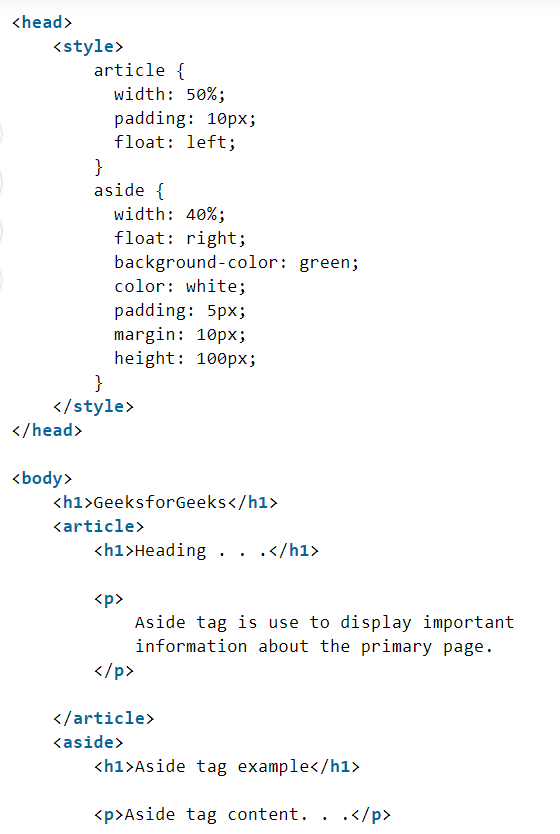 <head>
    <style>
        article {
          width: 50%;
          padding: 10px;
          float: left;
        }
        aside {
          width: 40%;
          float: right;
          background-color: green;
          color: white;
          padding: 5px;
          margin: 10px;
          height: 100px;
        }
    </style>
</head>

<body>
    <h1>GeeksforGeeks</h1>
    <article>
        <h1>Heading . . .</h1>

        <p>
            Aside tag is use to display important
            information about the primary page.
        </p>

    </article>
    <aside>
        <h1>Aside tag example</h1>

        <p>Aside tag content. . .</p>